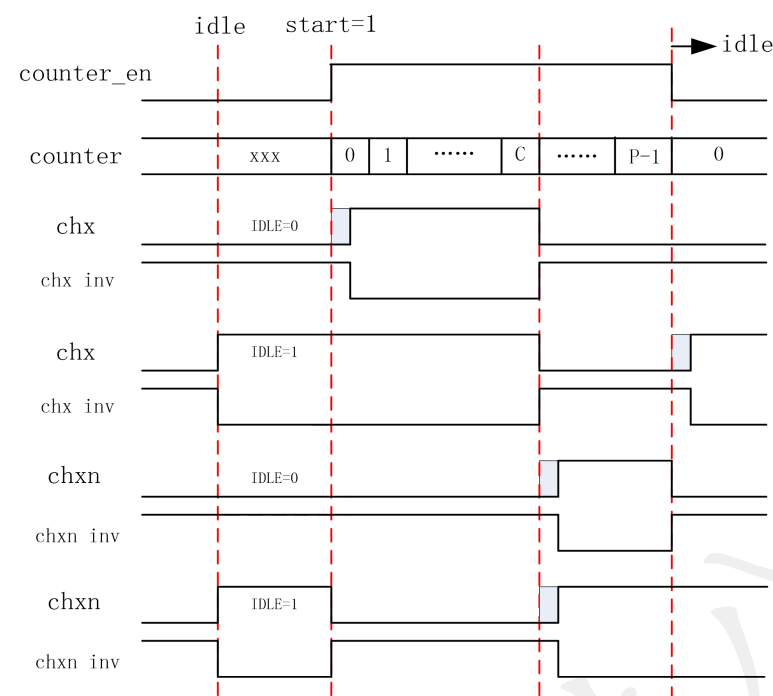 idle start=1
idle
counter_en
counter xxx 0 1 ⋯⋯ C ⋯⋯ P-1 0
chx IDLE=0
chx inv
chx IDLE=1
chx inv
chxn IDLE=0
chxn inv
chxn IDLE=1
chxn inv